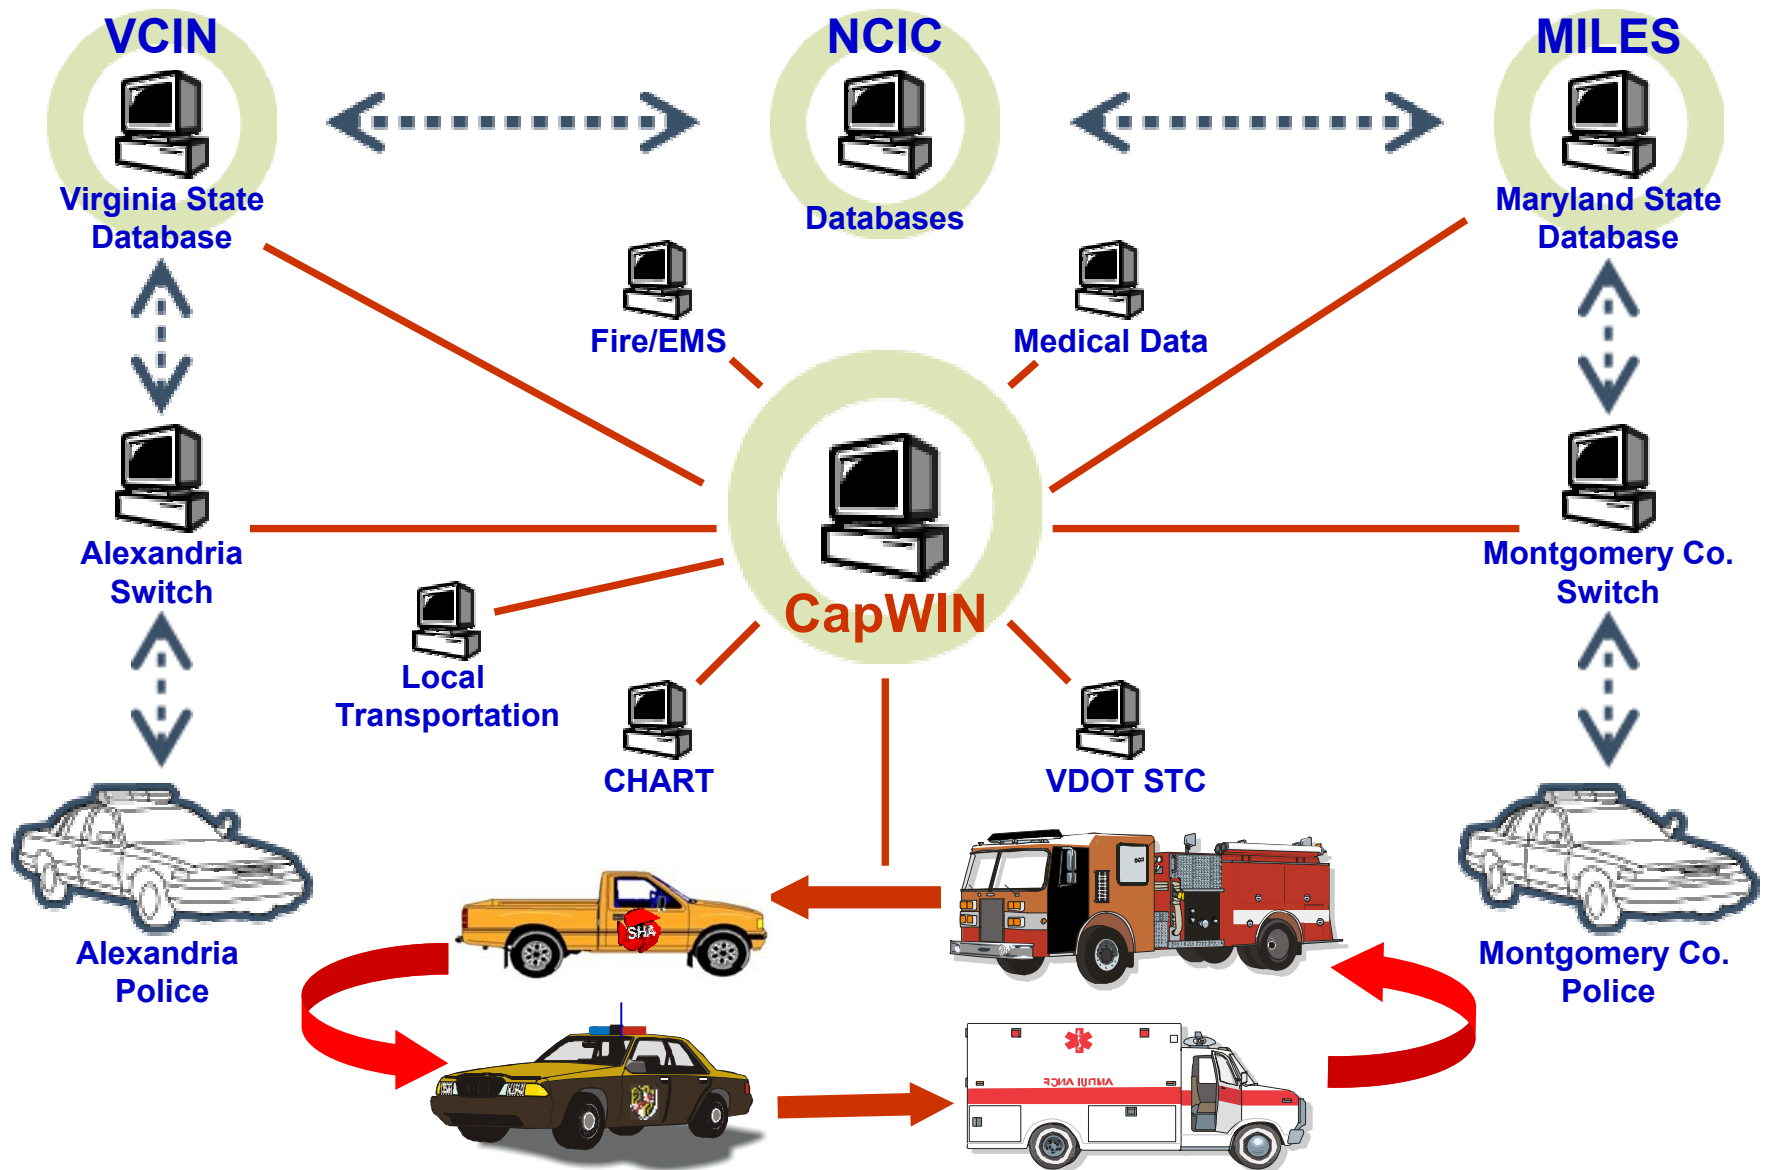 VCIN
NCIC
MILES
Virginia State
Database
Databases
Maryland State
Database
Fire/EMS
Medical Data
Alexandria
Switch
CapWIN
Montgomery Co.
Switch
Local
Transportation
CHART
VDOT STC
SHA
Alexandria
Police
Montgomery Co.
Police
AMBULANCE